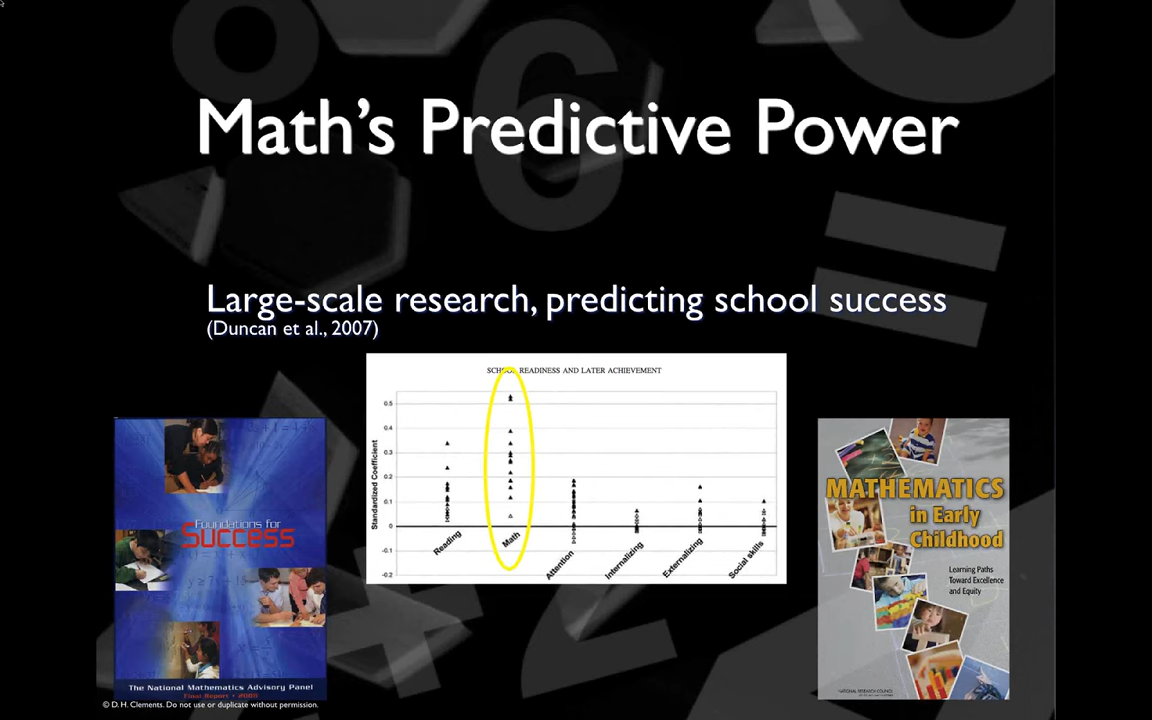 Math's Predictive Power
Large-scale research, predicting school success
(Duncan et al., 2007)
SCHOOL READINESS AND LATER ACHIEVEMENT
Standardized Coefficient
0.5
0.4
0.3
0.2
0.1
0
-0.1
-0.2
Reading
Math
Attention
Internalizing
Externalizing
Social skills
Foundations for
Success
The National Mathematics Advisory Panel
Final Report • 2008
MATHEMATICS
in Early
Childhood
Learning Paths
Toward Excellence
and Equity
NATIONAL RESEARCH COUNCIL
© D. H. Clements. Do not use or duplicate without permission.